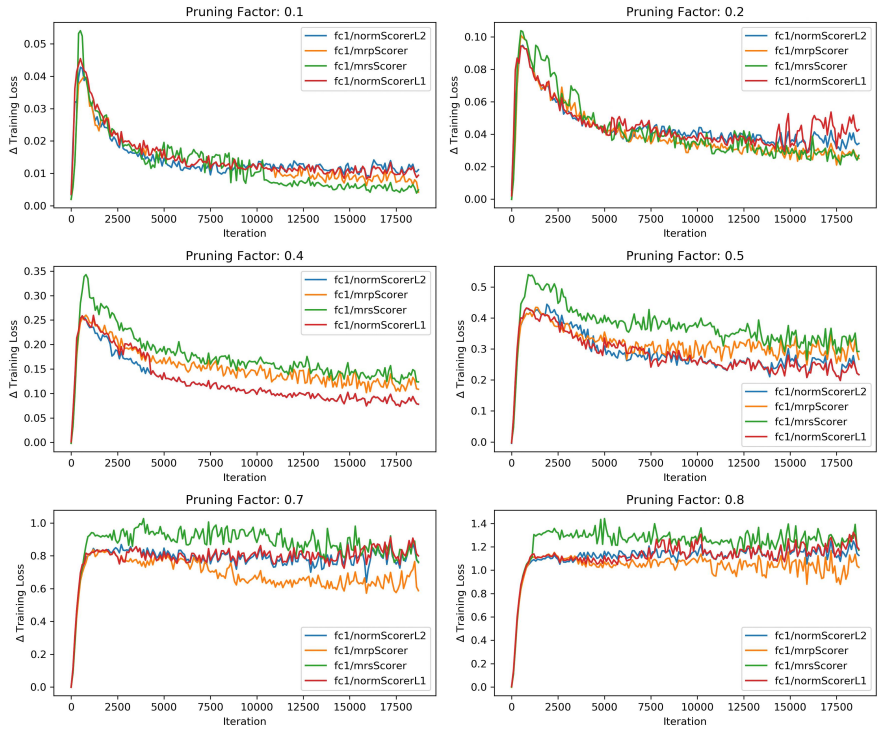 Pruning Factor: 0.1
0.05
0.04
0.03
0.02
0.01
0.00
Δ Training Loss
fc1/normScorerL2
fc1/mrpScorer
fc1/mrsScorer
fc1/normScorerL1
0 2500 5000 7500 10000 12500 15000 17500
Iteration
Pruning Factor: 0.2
0.10
0.08
0.06
0.04
0.02
0.00
Δ Training Loss
fc1/normScorerL2
fc1/mrpScorer
fc1/mrsScorer
fc1/normScorerL1
0 2500 5000 7500 10000 12500 15000 17500
Iteration
Pruning Factor: 0.4
0.35
0.30
0.25
0.20
0.15
0.10
0.05
0.00
Δ Training Loss
fc1/normScorerL2
fc1/mrpScorer
fc1/mrsScorer
fc1/normScorerL1
0 2500 5000 7500 10000 12500 15000 17500
Iteration
Pruning Factor: 0.5
0.5
0.4
0.3
0.2
0.1
0.0
Δ Training Loss
fc1/normScorerL2
fc1/mrpScorer
fc1/mrsScorer
fc1/normScorerL1
0 2500 5000 7500 10000 12500 15000 17500
Iteration
Pruning Factor: 0.7
1.0
0.8
0.6
0.4
0.2
0.0
Δ Training Loss
fc1/normScorerL2
fc1/mrpScorer
fc1/mrsScorer
fc1/normScorerL1
0 2500 5000 7500 10000 12500 15000 17500
Iteration
Pruning Factor: 0.8
1.4
1.2
1.0
0.8
0.6
0.4
0.2
0.0
Δ Training Loss
fc1/normScorerL2
fc1/mrpScorer
fc1/mrsScorer
fc1/normScorerL1
0 2500 5000 7500 10000 12500 15000 17500
Iteration